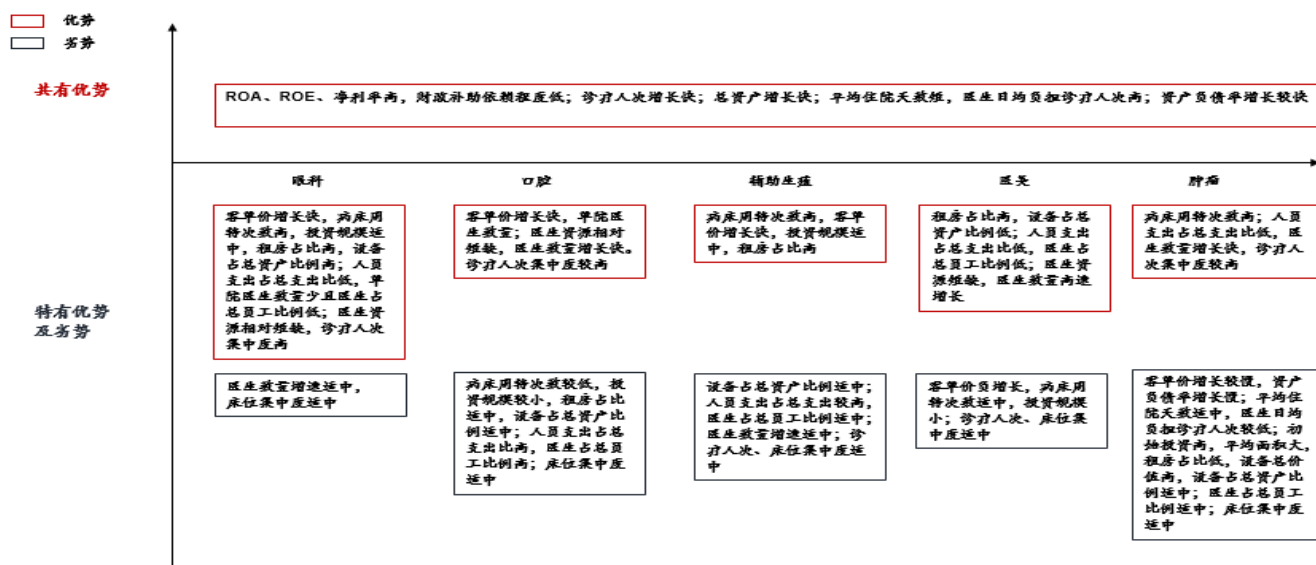 优势
劣势
共有优势
ROA、ROE、净利率高，财政补助依赖程度低；诊疗人次增长快；总资产增长快；平均住院天数短，医生日均负担诊疗人次高；资产负债率增长较快
眼科
口腔
辅助生殖
医美
肿瘤
特有优势
及劣势
客单价增长快，病床周
转次数高，投资规模适
中，租房占比高，设备
占总资产比例高；人员
支出占总支出比低，单
院医生数量少且医生占
总员工比例低；医生资
源相对短缺，诊疗人次
集中度高
客单价增长快，单院医
生数量；医生资源相对
短缺，医生数量增长快。
诊疗人次集中度较高
病床周转次数高，客单
价增长快，投资规模适
中，租房占比高
租房占比高，设备占总
资产比例低；人员支出
占总支出比低，医生占
总员工比例低；医生资
源短缺，医生数量高速
增长
病床周转次数高；人员
支出占总支出比低，医
生数量增长快，诊疗人
次集中度较高
医生数量增速适中，
床位集中度适中
病床周转次数较低，投
资规模较小，租房占比
适中，设备占总资产比
例适中；人员支出占总
支出比高，医生占总员
工比例高；床位集中度
适中
设备占总资产比例适中；
人员支出占总支出较高，
医生占总员工比例适中；
医生数量增速适中；诊
疗人次、床位集中度适
中
客单价负增长，病床周
转次数适中，投资规模
小；诊疗人次、床位集
中度适中
客单价增长较慢，资产
负债率增长慢；平均住
院天数适中，医生日均
负担诊疗人次较低；初
始投资高，平均面积大，
租房占比低，设备总价
值高，设备占总资产比
例适中；医生占总员工
比例适中；床位集中度
适中